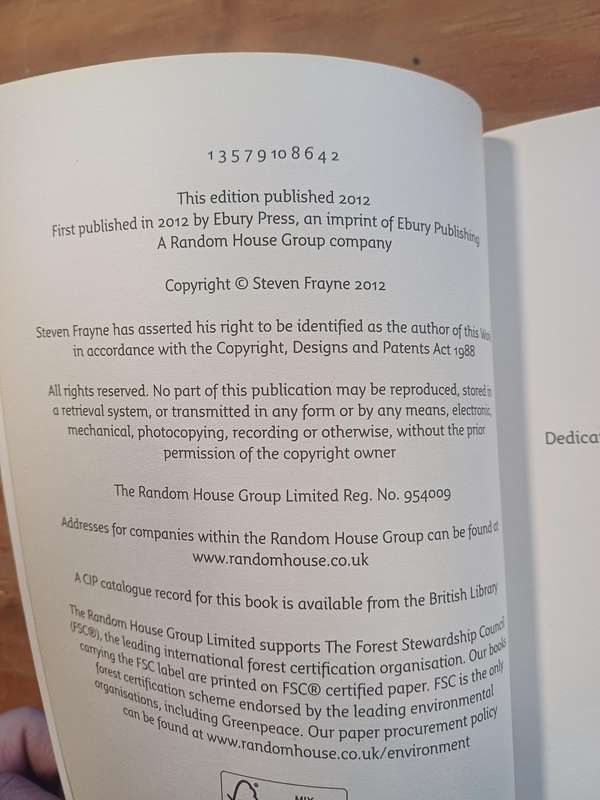 1 3 5 7 9 10 8 6 4 2
This edition published 2012
First published in 2012 by Ebury Press, an imprint of Ebury Publishing
A Random House Group company
Copyright © Steven Frayne 2012
Steven Frayne has asserted his right to be identified as the author of this Work
in accordance with the Copyright, Designs and Patents Act 1988
All rights reserved. No part of this publication may be reproduced, stored in
a retrieval system, or transmitted in any form or by any means, electronic,
mechanical, photocopying, recording or otherwise, without the prior
permission of the copyright owner
The Random House Group Limited Reg. No. 954009
Addresses for companies within the Random House Group can be found at
www.randomhouse.co.uk
A CIP catalogue record for this book is available from the British Library
The Random House Group Limited supports The Forest Stewardship Council
(FSC®), the leading international forest certification organisation. Our books
carrying the FSC label are printed on FSC® certified paper. FSC is the only
forest certification scheme endorsed by the leading environmental
organisations, including Greenpeace. Our paper procurement policy
can be found at www.randomhouse.co.uk/environment
MIX
Dedica